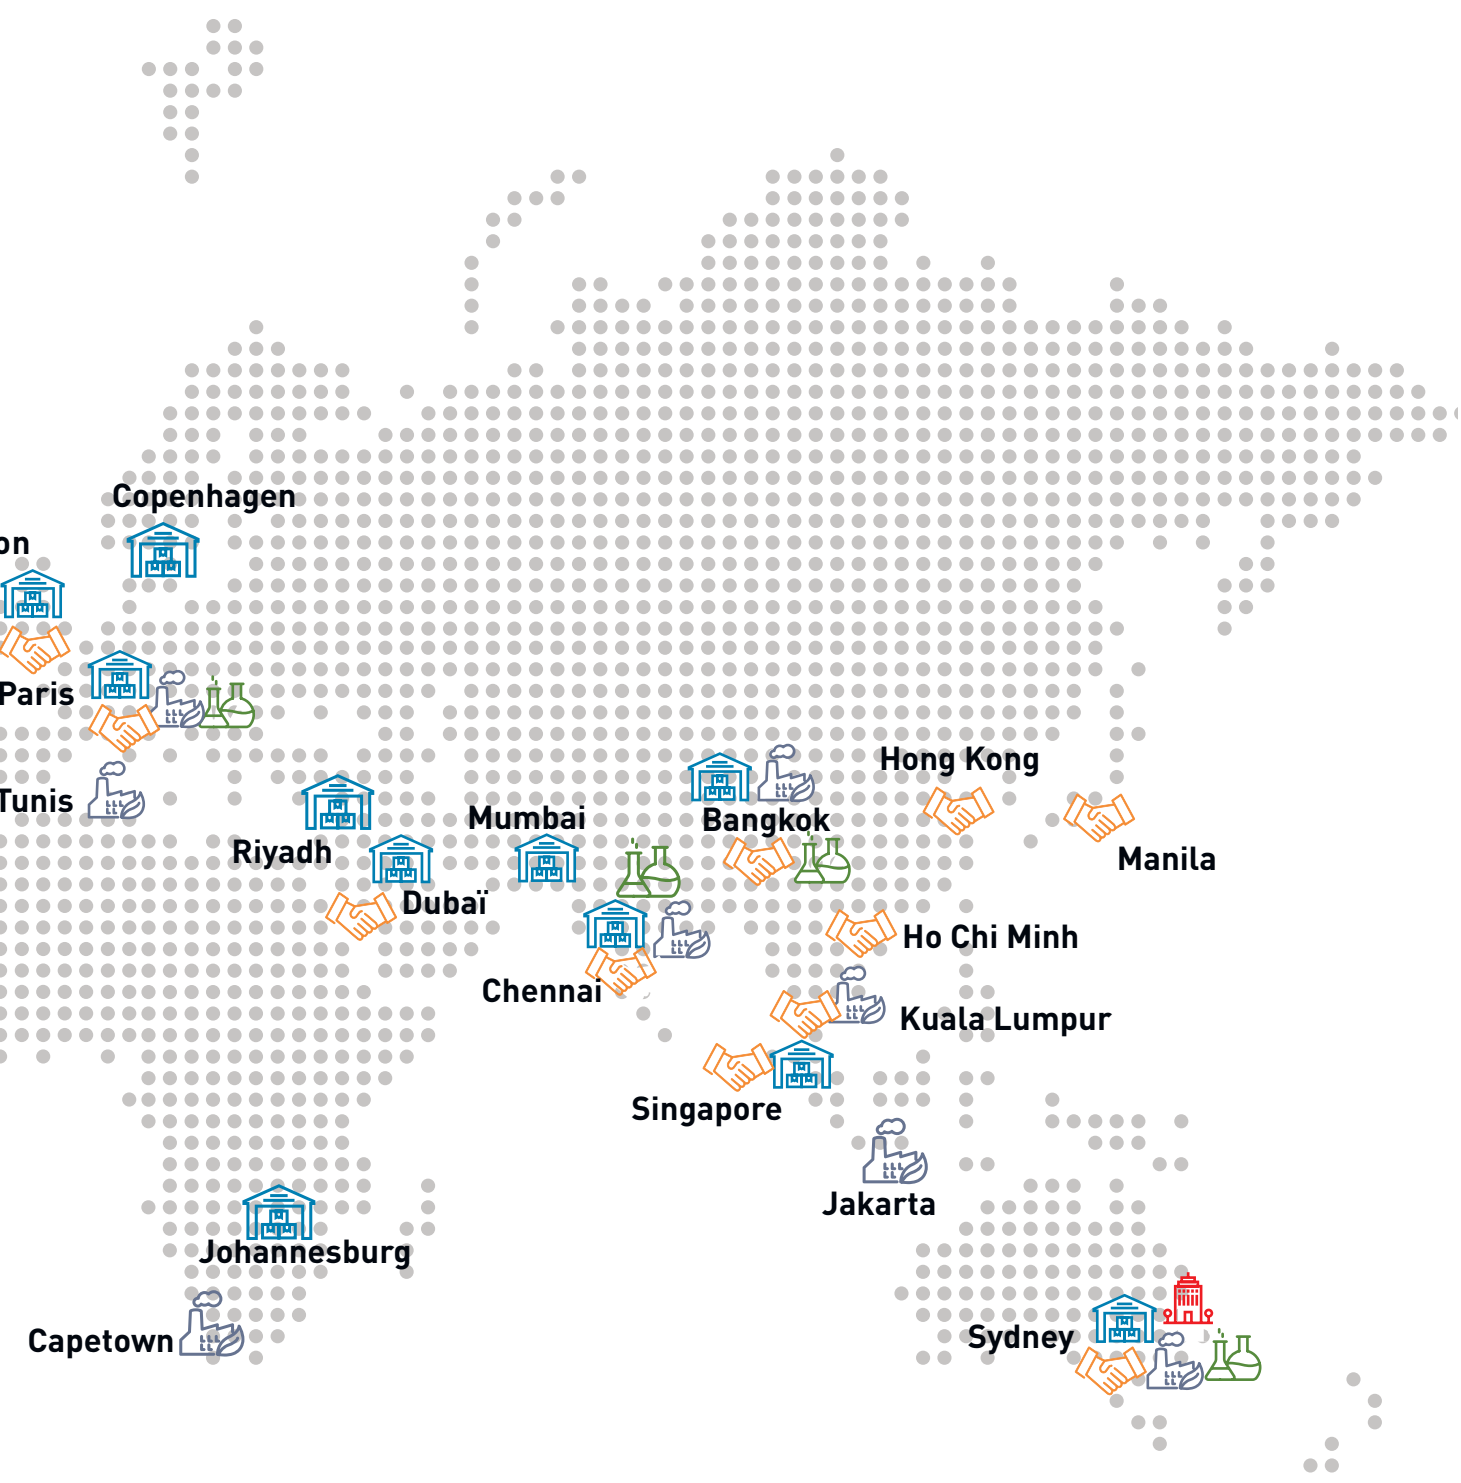 Copenhagen
on
Paris
Tunis
Hong Kong
Mumbai
Bangkok
Riyadh
Manila
Dubaï
Ho Chi Minh
Chennai
Kuala Lumpur
Singapore
Jakarta
Johannesburg
Sydney
Capetown